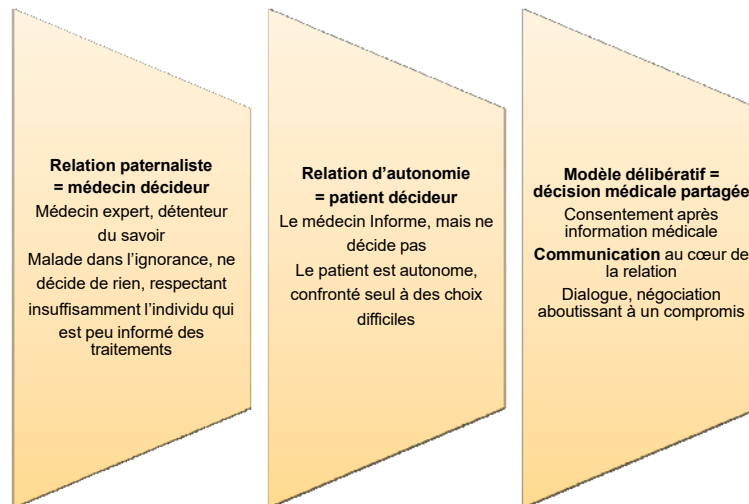 Relation paternaliste
= médecin décideur
Médecin expert, détenteur
du savoir
Malade dans l'ignorance, ne
décide de rien, respectant
insuffisamment l'individu qui
est peu informé des
traitements
Relation d'autonomie
= patient décideur
Le médecin Informe, mais ne
décide pas
Le patient est autonome,
confronté seul à des choix
difficiles
Modèle délibératif =
décision médicale partagée
Consentement après
information médicale
Communication au cœur de
la relation
Dialogue, négociation
aboutissant à un compromis